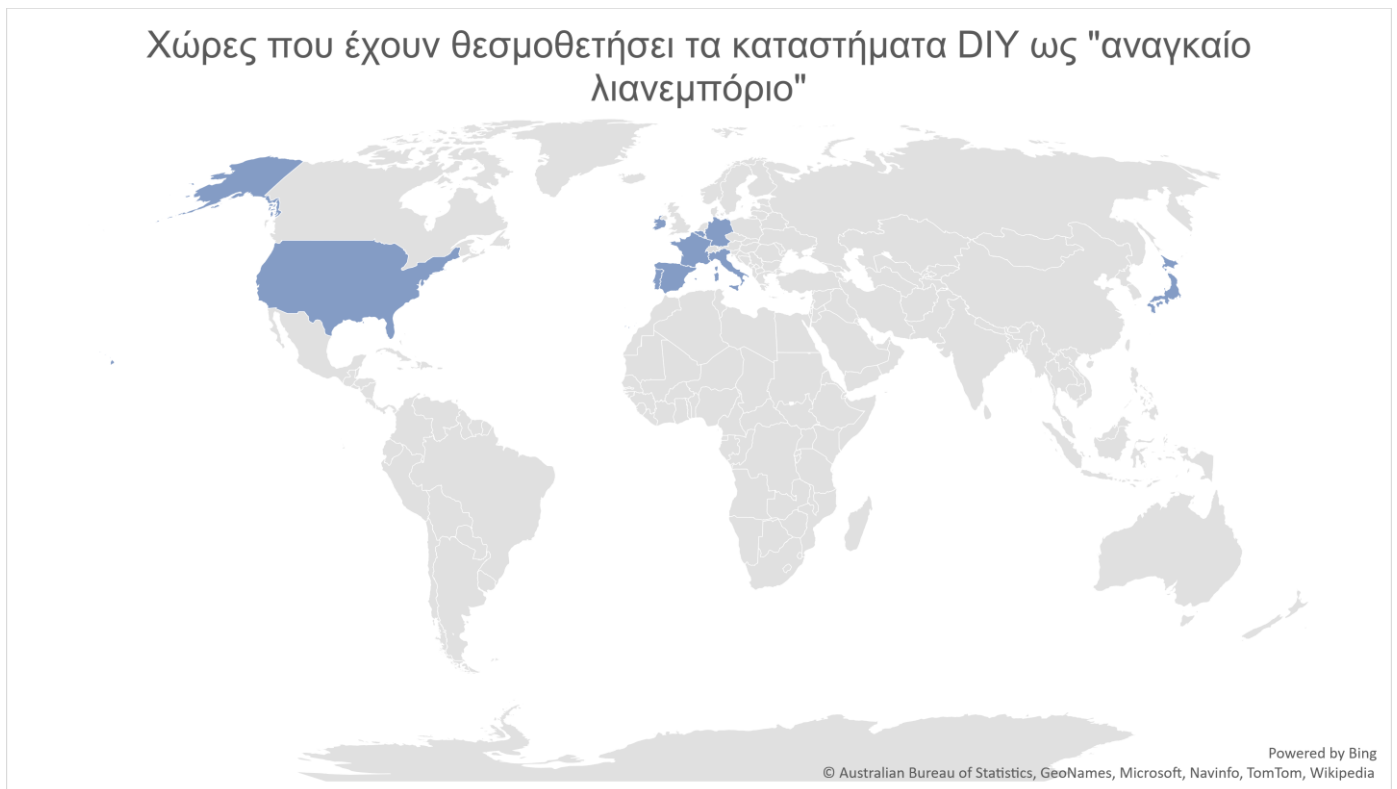 Χώρες που έχουν θεσμοθετήσει τα καταστήματα DIY ως "αναγκαίο
λιανεμπόριο"
Powered by Bing
© Australian Bureau of Statistics, GeoNames, Microsoft, Navinfo, TomTom, Wikipedia